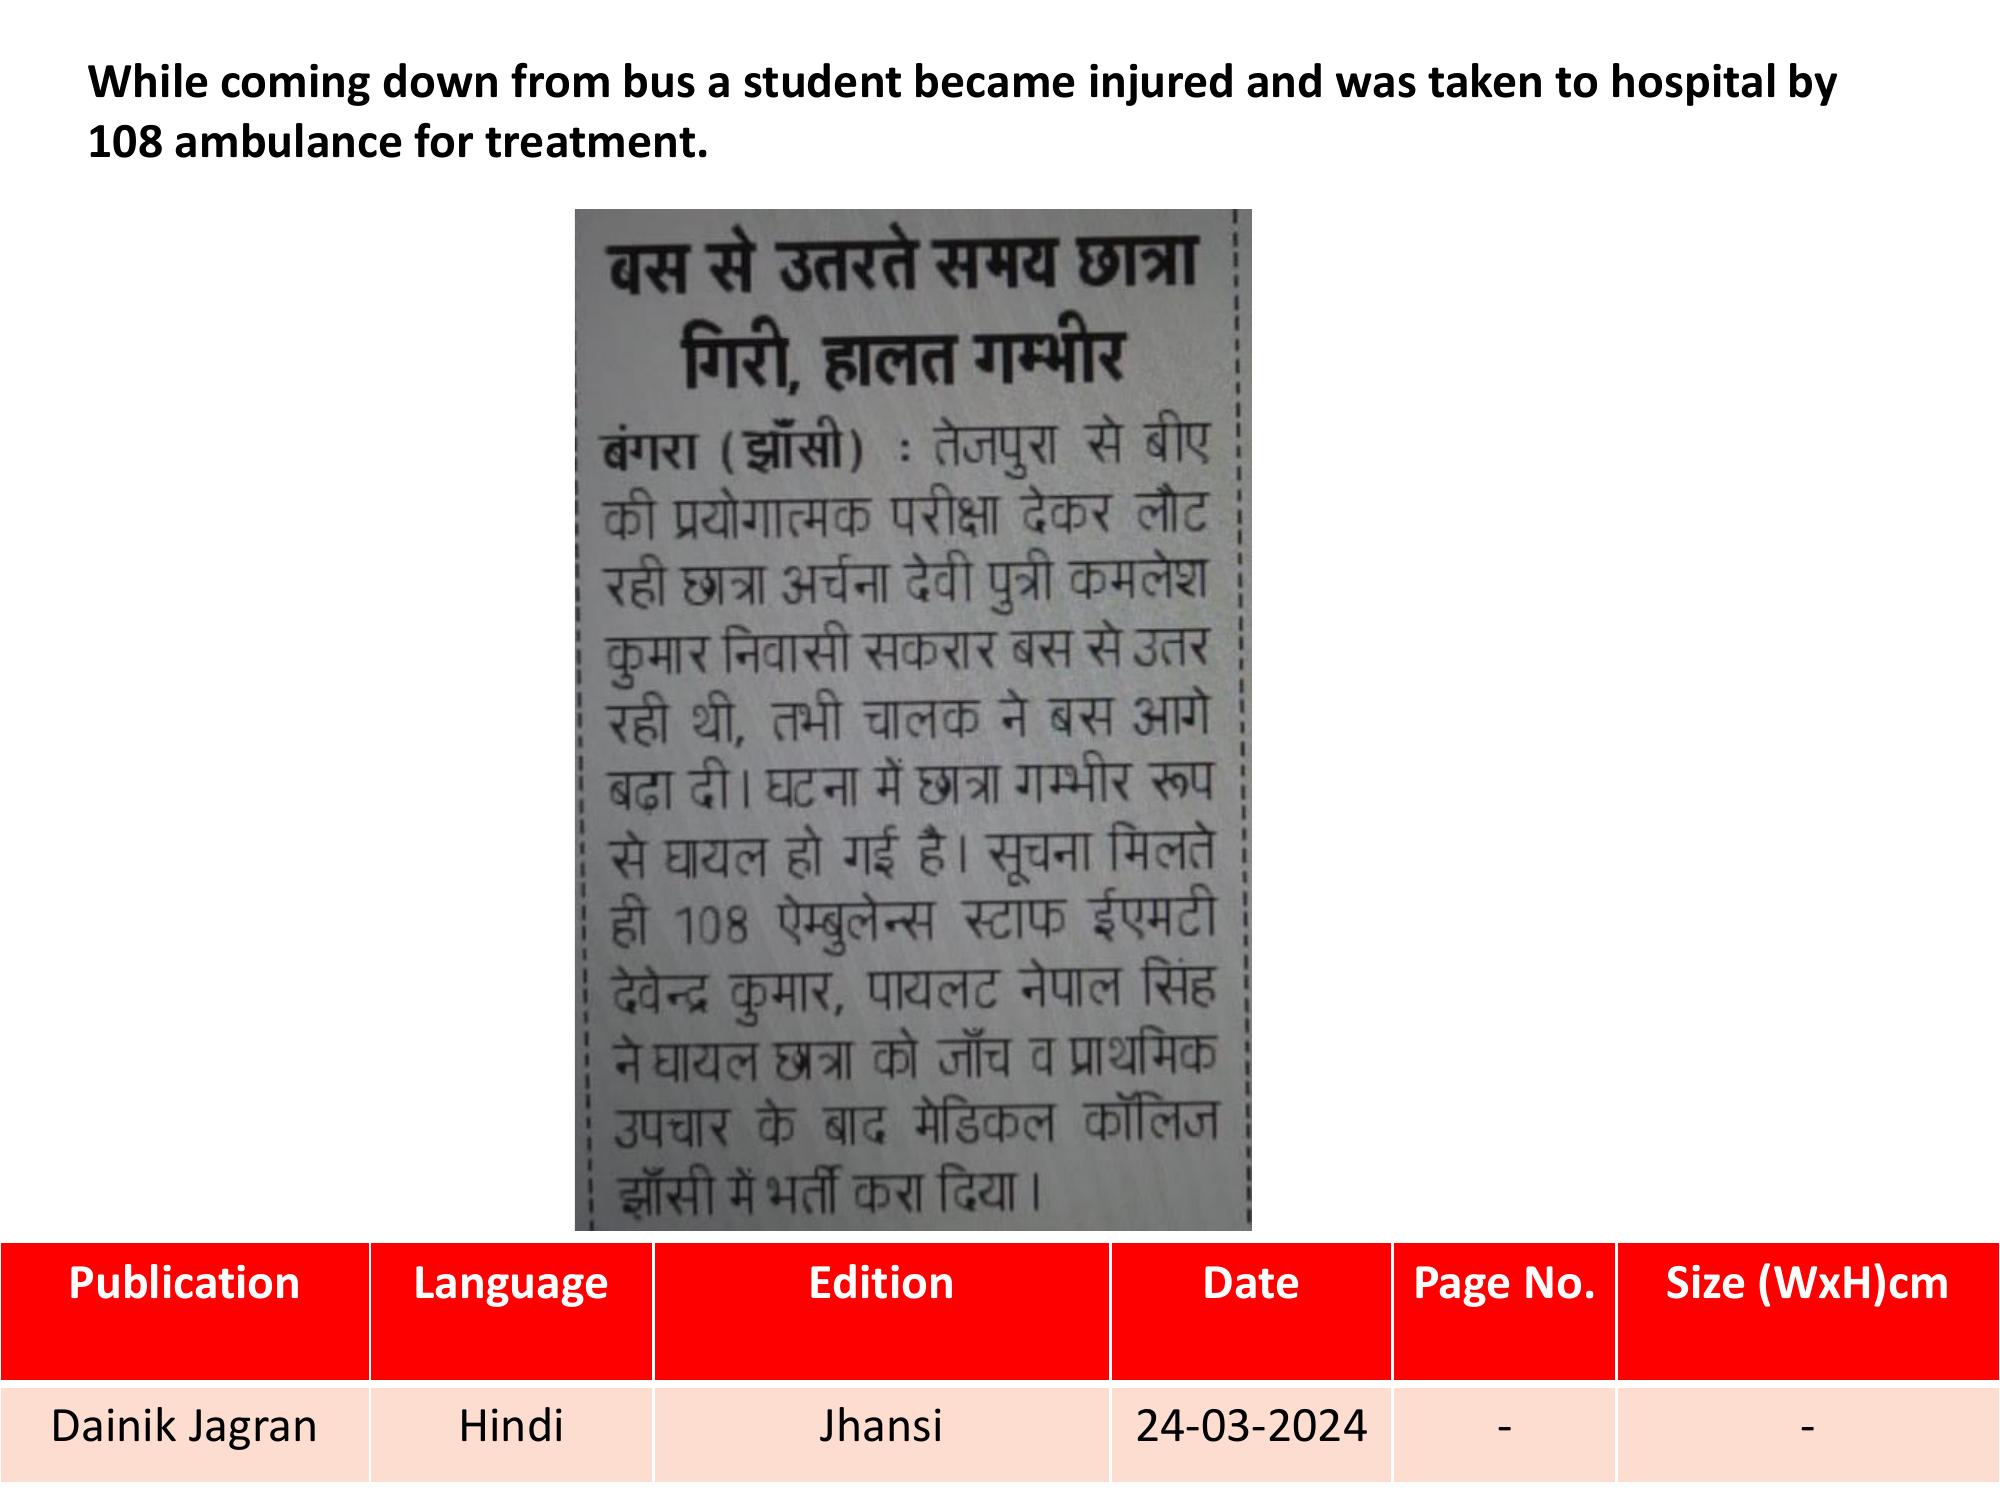 While coming down from bus a student became injured and was taken to hospital by
108 ambulance for treatment.
बस से उतरते समय छात्रा
गिरी, हालत गम्भीर
बंगरा (झाँसी) : तेजपुरा से बीए
की प्रयोगात्मक परीक्षा देकर लौट
रही छात्रा अर्चना देवी पुत्री कमलेश
कुमार निवासी सकरार बस से उतर
रही थी, तभी चालक ने बस आगे
बढ़ा दी। घटना में छात्रा गम्भीर रूप
से घायल हो गई है। सूचना मिलते
ही 108 ऐम्बुलेन्स स्टाफ ईएमटी
देवेन्द्र कुमार, पायलट नेपाल सिंह
ने घायल छात्रा को जाँच व प्राथमिक
उपचार के बाद मेडिकल कॉलिज
झाँसी में भर्ती करा दिया।
Publication Language Edition Date Page No. Size (WxH)cm
Dainik Jagran Hindi Jhansi 24-03-2024 - -